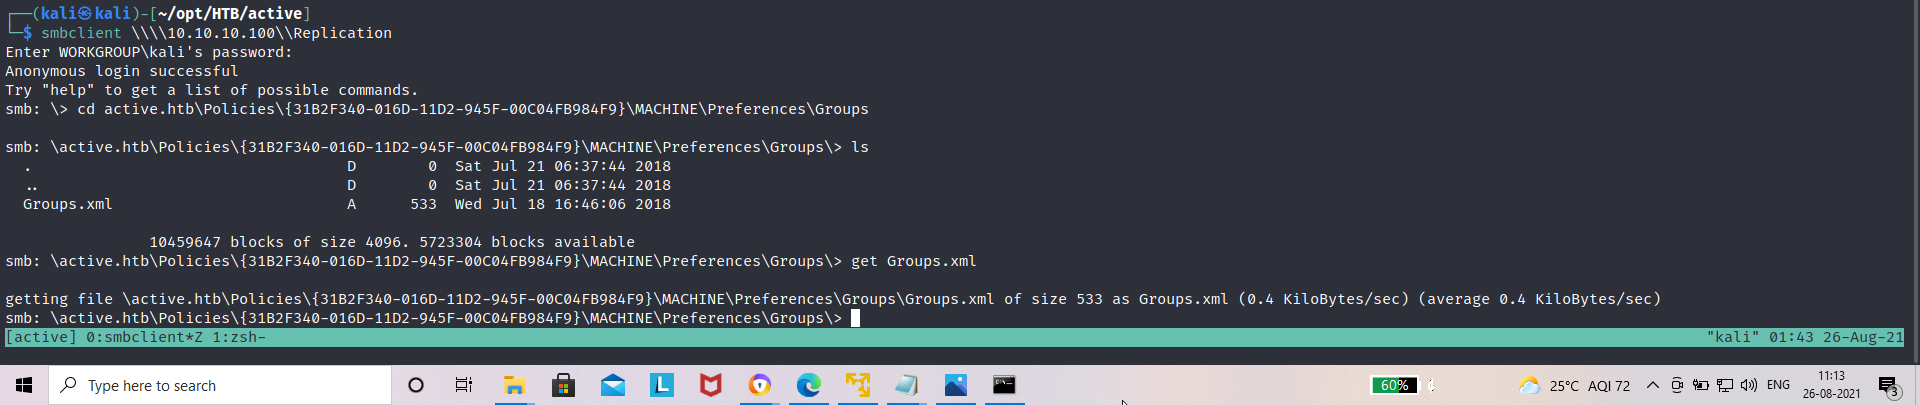 ┌──(kali㉿kali)-[~/opt/HTB/active]
└─$ smbclient \\\\10.10.10.100\\Replication
Enter WORKGROUP\kali's password:
Anonymous login successful
Try "help" to get a list of possible commands.
smb: \> cd active.htb\Policies\{31B2F340-016D-11D2-945F-00C04FB984F9}\MACHINE\Preferences\Groups
smb: \active.htb\Policies\{31B2F340-016D-11D2-945F-00C04FB984F9}\MACHINE\Preferences\Groups\> ls
. D 0 Sat Jul 21 06:37:44 2018
.. D 0 Sat Jul 21 06:37:44 2018
Groups.xml A 533 Wed Jul 18 16:46:06 2018
10459647 blocks of size 4096. 5723304 blocks available
smb: \active.htb\Policies\{31B2F340-016D-11D2-945F-00C04FB984F9}\MACHINE\Preferences\Groups\> get Groups.xml
getting file \active.htb\Policies\{31B2F340-016D-11D2-945F-00C04FB984F9}\MACHINE\Preferences\Groups\Groups.xml of size 533 as Groups.xml (0.4 KiloBytes/sec) (average 0.4 KiloBytes/sec)
smb: \active.htb\Policies\{31B2F340-016D-11D2-945F-00C04FB984F9}\MACHINE\Preferences\Groups\>
[active] 0:smbclient*Z 1:zsh- "kali" 01:43 26-Aug-21
Type here to search L 60% 25°C AQI 72 ENG 11:13
26-08-2021 3